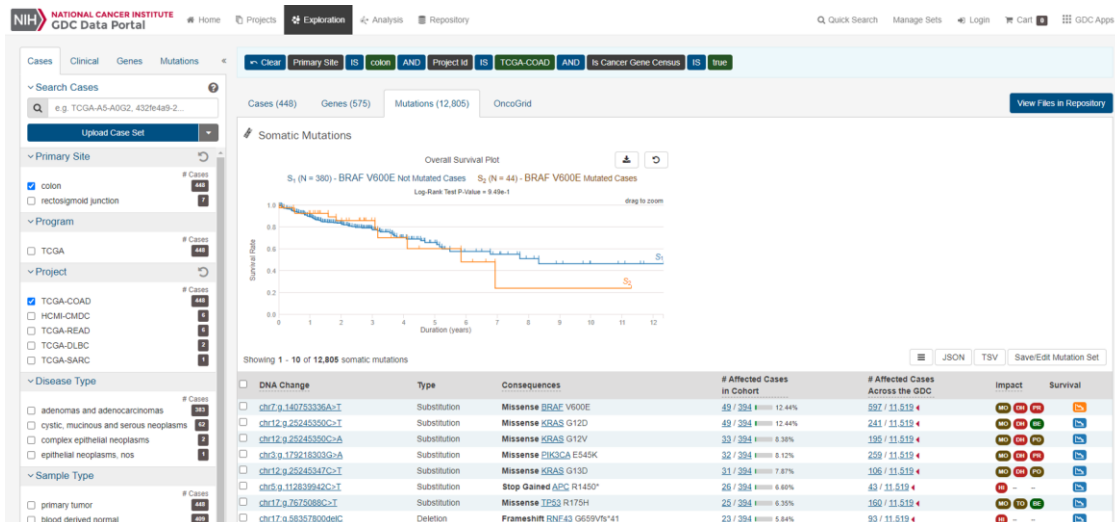 NIH NATIONAL CANCER INSTITUTE
GDC Data Portal
Home Projects Exploration Analysis Repository
Quick Search Manage Sets Login Cart 0 GDC Apps
Cases Clinical Genes Mutations «
Search Cases ?
e.g. TCGA-A5-A0G2, 432fe4a9-2...
Upload Case Set
Primary Site
# Cases
colon 448
rectosigmoid junction 7
Program
# Cases
TCGA 448
Project
# Cases
TCGA-COAD 448
HCMI-CMDC 6
TCGA-READ 6
TCGA-DLBC 2
TCGA-SARC 1
Disease Type
# Cases
adenomas and adenocarcinomas 383
cystic, mucinous and serous neoplasms 62
complex epithelial neoplasms 2
epithelial neoplasms, nos 1
Sample Type
# Cases
primary tumor 448
blood derived normal 409
Clear Primary Site IS colon AND Project Id IS TCGA-COAD AND Is Cancer Gene Census IS true
Cases (448) Genes (575) Mutations (12,805) OncoGrid
View Files in Repository
Somatic Mutations
Overall Survival Plot
S1 (N = 380) - BRAF V600E Not Mutated Cases S2 (N = 44) - BRAF V600E Mutated Cases
Log-Rank Test P-Value = 9.49e-1
drag to zoom
Survival Rate
1.0
0.8
0.6
0.4
0.2
0.0
S1
S2
0 1 2 3 4 5 6 7 8 9 10 11 12
Duration (years)
Showing 1 - 10 of 12,805 somatic mutations
JSON TSV Save/Edit Mutation Set
DNA Change Type Consequences # Affected Cases in Cohort # Affected Cases Across the GDC Impact Survival
chr7:g.140753336A>T Substitution Missense BRAF V600E 49 / 394 12.44% 597 / 11,519 MO DH PR
chr12:g.25245350C>T Substitution Missense KRAS G12D 49 / 394 12.44% 241 / 11,519 MO DH BE
chr12:g.25245350C>A Substitution Missense KRAS G12V 33 / 394 8.38% 195 / 11,519 MO DH PO
chr3:g.179218303G>A Substitution Missense PIK3CA E545K 32 / 394 8.12% 259 / 11,519 MO DH PR
chr12:g.25245347C>T Substitution Missense KRAS G13D 31 / 394 7.87% 106 / 11,519 MO DH PO
chr5:g.112839942C>T Substitution Stop Gained APC R1450* 26 / 394 6.60% 43 / 11,519 HI - -
chr17:g.7675088C>T Substitution Missense TP53 R175H 25 / 394 6.35% 160 / 11,519 MO TO BE
chr17:g.58357800delC Deletion Frameshift RNF43 G659Vfs*41 23 / 394 5.84% 93 / 11,519 HI - -